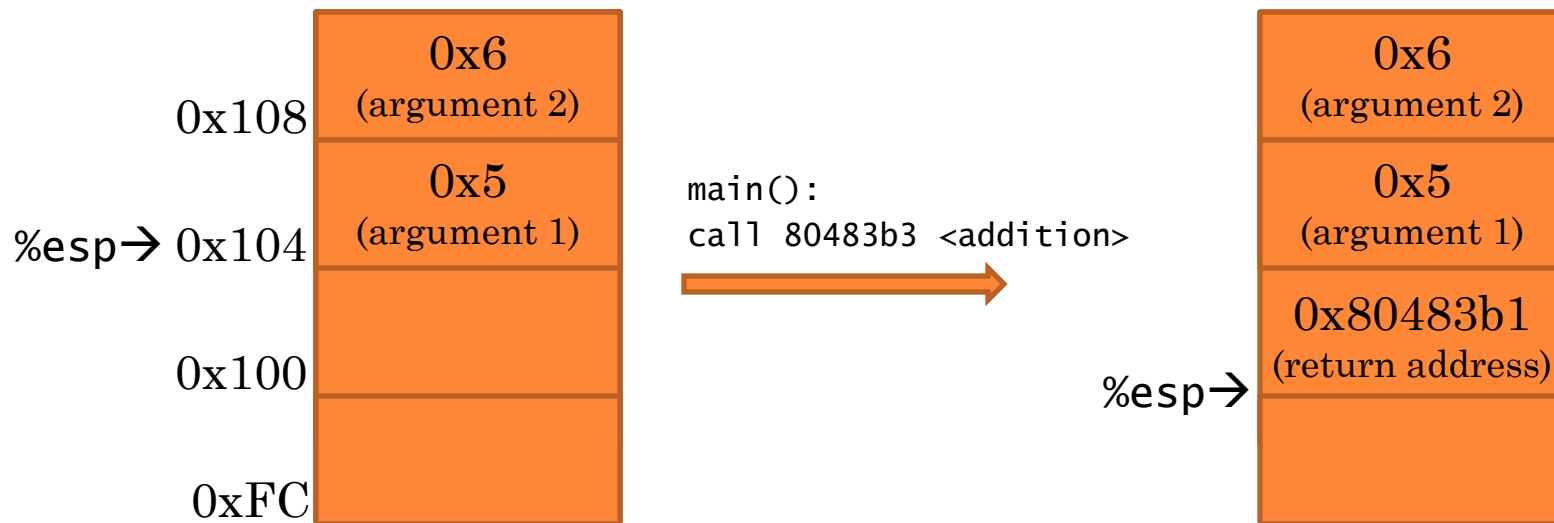 0x6
(argument 2)
0x108
0x5
(argument 1)
%esp→ 0x104
0x100
0xFC
main():
call 80483b3 <addition>
0x6
(argument 2)
0x5
(argument 1)
0x80483b1
(return address)
%esp→